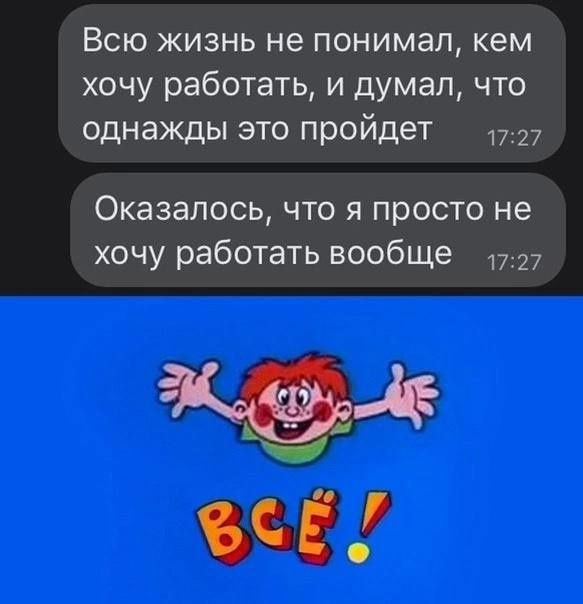 Всю жизнь не понимал, кем
хочу работать, и думал, что
однажды это пройдет 17:27
Оказалось, что я просто не
хочу работать вообще 17:27
ВСЁ!